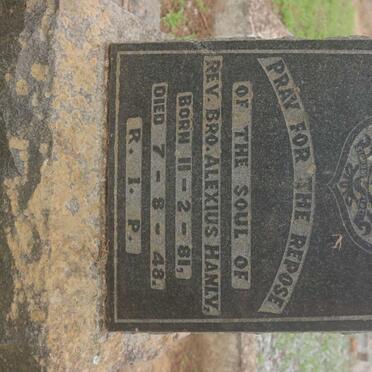 PRAY FOR THE REPOSE
OF THE SOUL OF
REV. BRO. ALEXIUS HANLY,
BORN 11-2-81,
DIED 7-8-48,
R. I. P.